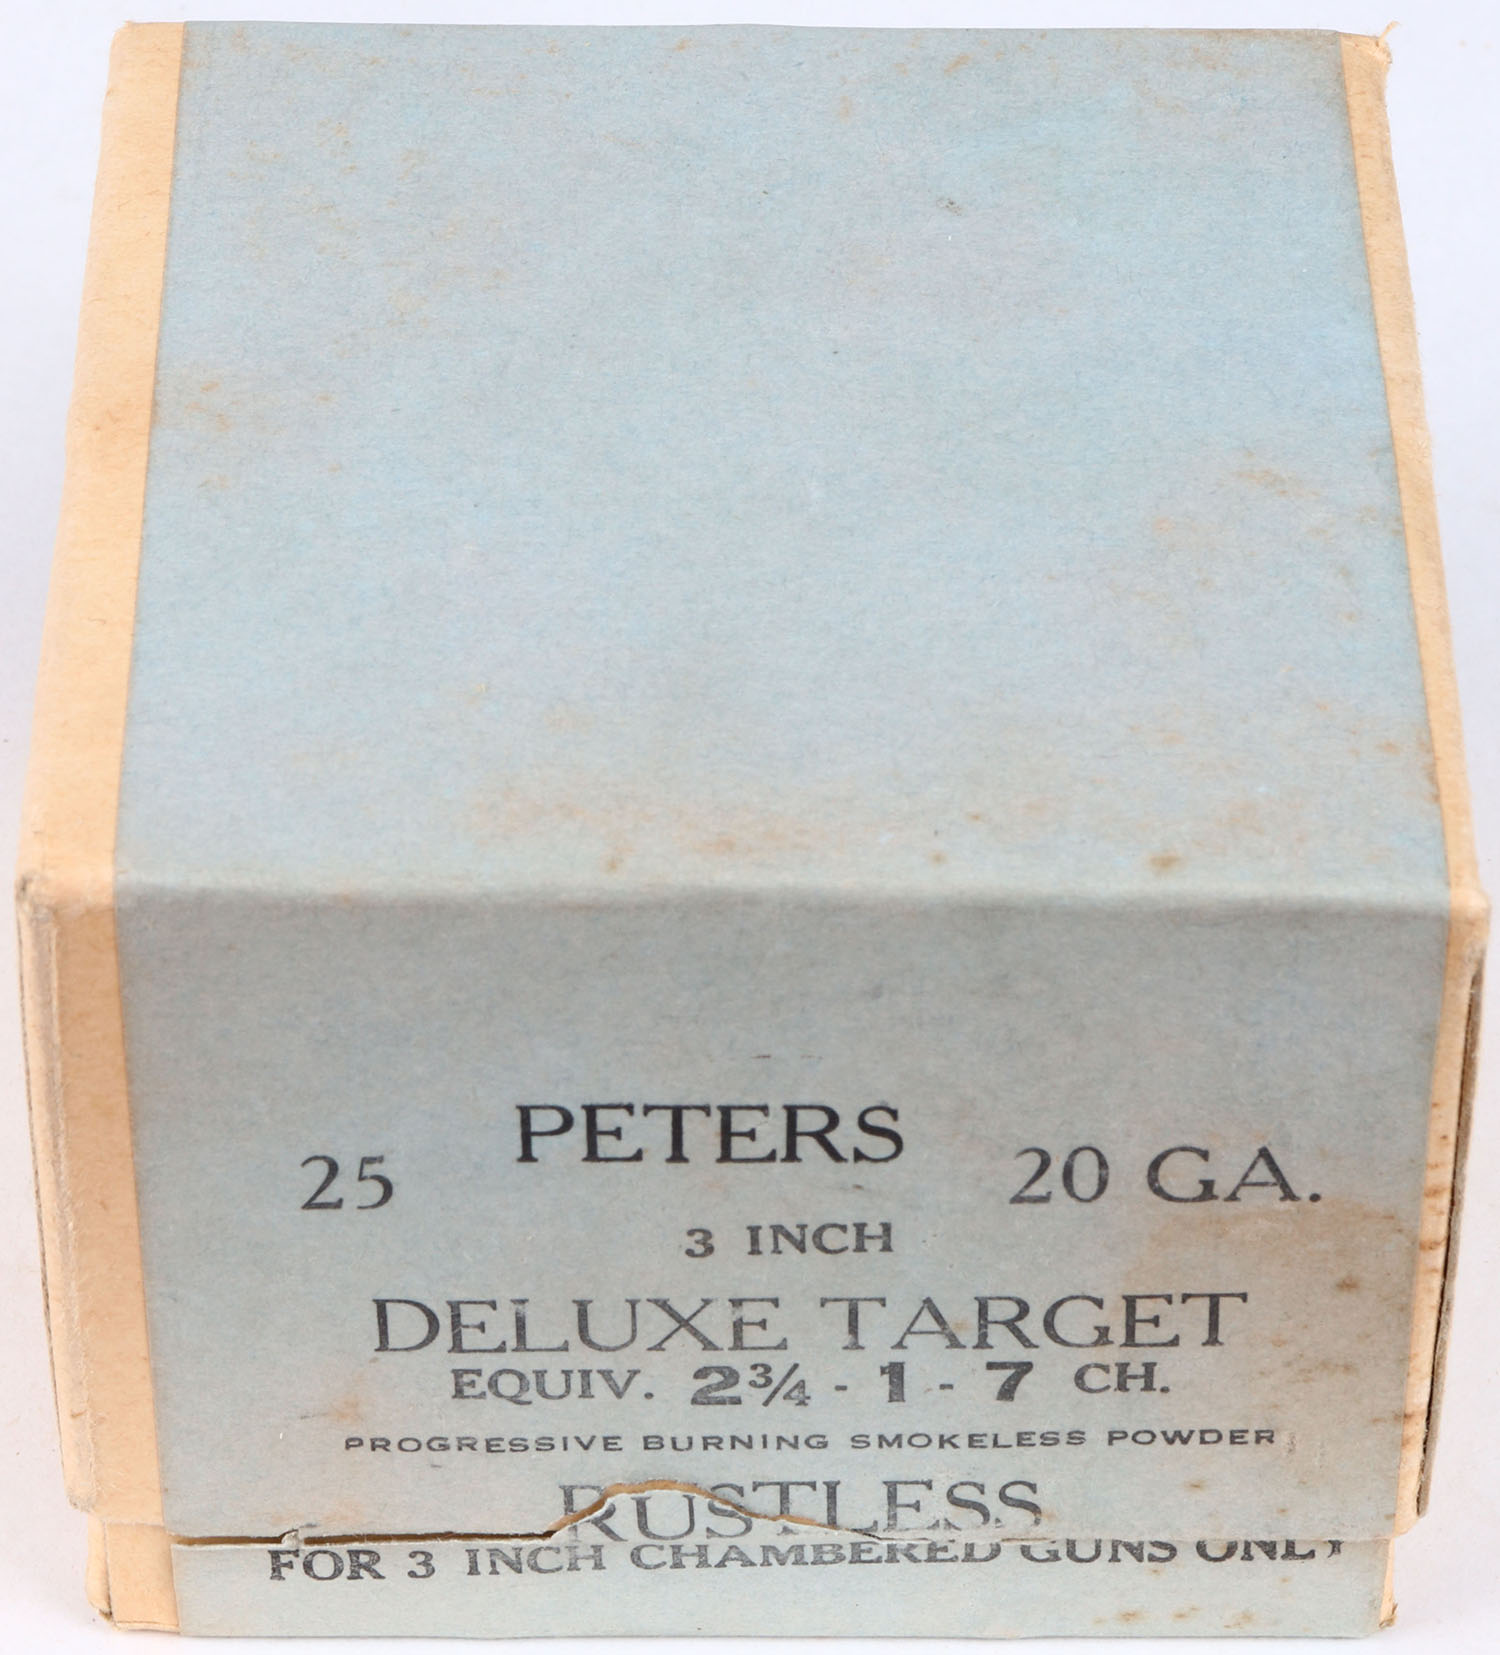 PETERS
25 20 GA.
3 INCH
DELUXE TARGET
EQUIV. 2¾ - 1 - 7 CH.
PROGRESSIVE BURNING SMOKELESS POWDER
RUSTLESS
FOR 3 INCH CHAMBERED GUNS ONLY